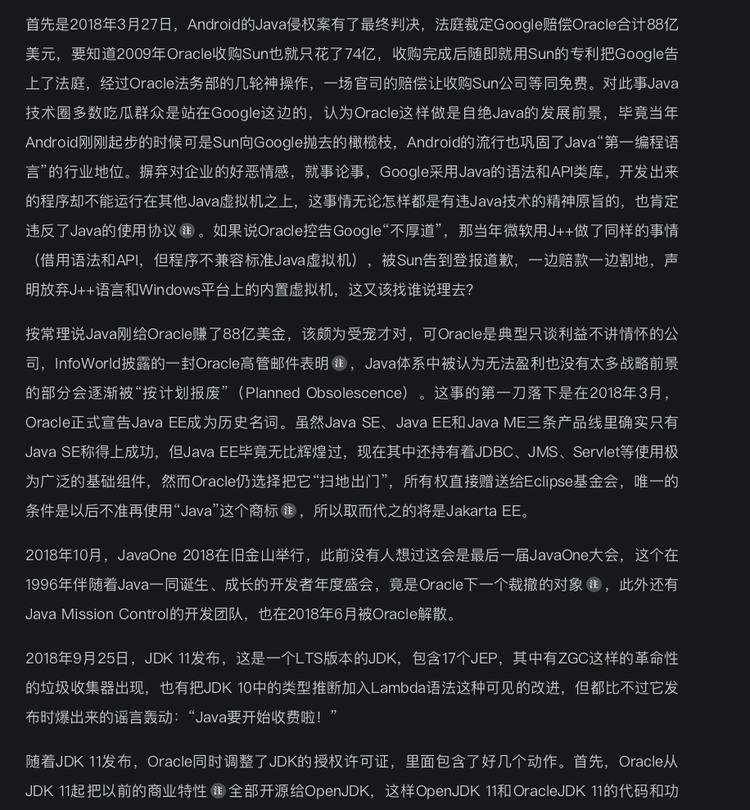 首先是2018年3月27日，Android的Java侵权案有了最终判决，法庭裁定Google赔偿Oracle合计88亿
美元，要知道2009年Oracle收购Sun也就只花了74亿，收购完成后随即就用Sun的专利把Google告
上了法庭，经过Oracle法务部的几轮神操作，一场官司的赔偿让收购Sun公司等同免费。对此事Java
技术圈多数吃瓜群众是站在Google这边的，认为Oracle这样做是自绝Java的发展前景，毕竟当年
Android刚刚起步的时候可是Sun向Google抛去的橄榄枝，Android的流行也巩固了Java“第一编程语
言”的行业地位。摒弃对企业的好恶情感，就事论事，Google采用Java的语法和API类库，开发出来
的程序却不能运行在其他Java虚拟机之上，这事情无论怎样都是有违Java技术的精神原旨的，也肯定
违反了Java的使用协议注。如果说Oracle控告Google“不厚道”，那当年微软用J++做了同样的事情
（借用语法和API，但程序不兼容标准Java虚拟机），被Sun告到登报道歉，一边赔款一边割地，声
明放弃J++语言和Windows平台上的内置虚拟机，这又该找谁说理去？
按常理说Java刚给Oracle赚了88亿美金，该颇为受宠才对，可Oracle是典型只谈利益不讲情怀的公
司，InfoWorld披露的一封Oracle高管邮件表明注，Java体系中被认为无法盈利也没有太多战略前景
的部分会逐渐被“按计划报废”（Planned Obsolescence）。这事的第一刀落下是在2018年3月，
Oracle正式宣告Java EE成为历史名词。虽然Java SE、Java EE和Java ME三条产品线里确实只有
Java SE称得上成功，但Java EE毕竟无比辉煌过，现在其中还持有着JDBC、JMS、Servlet等使用极
为广泛的基础组件，然而Oracle仍选择把它“扫地出门”，所有权直接赠送给Eclipse基金会，唯一的
条件是以后不准再使用“Java”这个商标注，所以取而代之的将是Jakarta EE。
2018年10月，JavaOne 2018在旧金山举行，此前没有人想过这会是最后一届JavaOne大会，这个在
1996年伴随着Java一同诞生、成长的开发者年度盛会，竟是Oracle下一个裁撤的对象注，此外还有
Java Mission Control的开发团队，也在2018年6月被Oracle解散。
2018年9月25日，JDK 11发布，这是一个LTS版本的JDK，包含17个JEP，其中有ZGC这样的革命性
的垃圾收集器出现，也有把JDK 10中的类型推断加入Lambda语法这种可见的改进，但都比不过它发
布时爆出来的谣言轰动：“Java要开始收费啦！”
随着JDK 11发布，Oracle同时调整了JDK的授权许可证，里面包含了好几个动作。首先，Oracle从
JDK 11起把以前的商业特性注全部开源给OpenJDK，这样OpenJDK 11和OracleJDK 11的代码和功